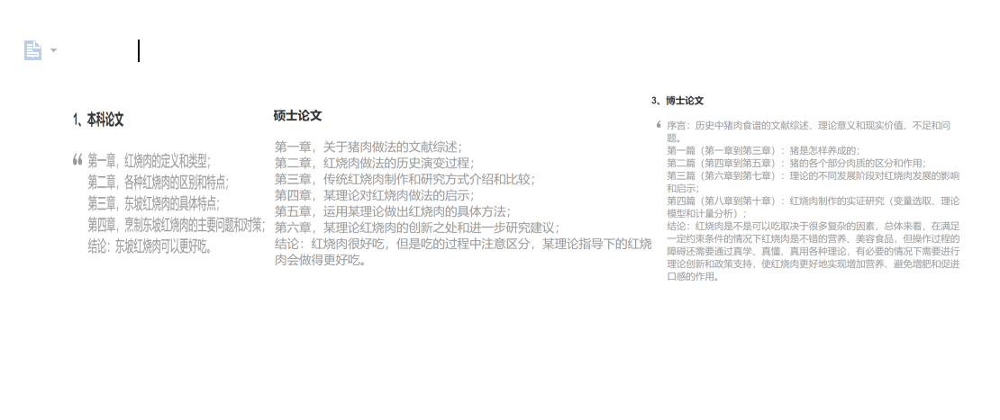 1、本科论文
❝ 第一章，红烧肉的定义和类型；
第二章，各种红烧肉的区别和特点；
第三章，东坡红烧肉的具体特点；
第四章，烹制东坡红烧肉的主要问题和对策；
结论：东坡红烧肉可以更好吃。
硕士论文
第一章，关于猪肉做法的文献综述；
第二章，红烧肉做法的历史演变过程；
第三章，传统红烧肉制作和研究方式介绍和比较；
第四章，某理论对红烧肉做法的启示；
第五章，运用某理论做出红烧肉的具体方法；
第六章，某理论红烧肉的创新之处和进一步研究建议；
结论：红烧肉很好吃，但是吃的过程中注意区分，某理论指导下的红烧
肉会做得更好吃。
3、博士论文
❝ 序言：历史中猪肉食谱的文献综述、理论意义和现实价值、不足和问
题。
第一篇（第一章到第三章）：猪是怎样养成的；
第二篇（第四章到第五章）：猪的各个部分肉质的区分和作用；
第三篇（第六章到第七章）：理论的不同发展阶段对红烧肉发展的影响
和启示；
第四篇（第八章到第十章）：红烧肉制作的实证研究（变量选取、理论
模型和计量分析）；
结论：红烧肉是不是可以吃取决于很多复杂的因素，总体来看，在满足
一定约束条件的情况下红烧肉是不错的营养、美容食品，但操作过程的
障碍还需要通过真学、真懂、真用各种理论，有必要的情况下需要进行
理论创新和政策支持，使红烧肉更好地实现增加营养、避免增肥和促进
口感的作用。